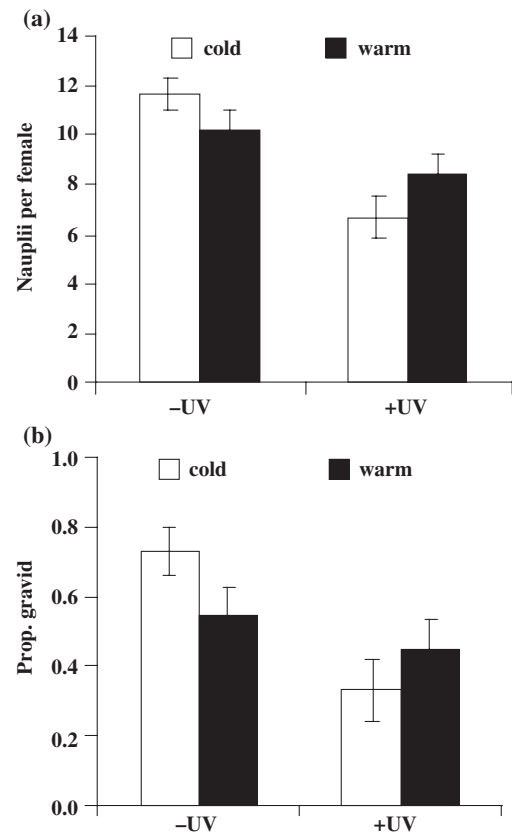 (a)
cold warm
14
12
10
8
6
4
2
0
Nauplii per female
–UV +UV
(b)
cold warm
1.0
0.8
0.6
0.4
0.2
0.0
Prop. gravid
–UV +UV